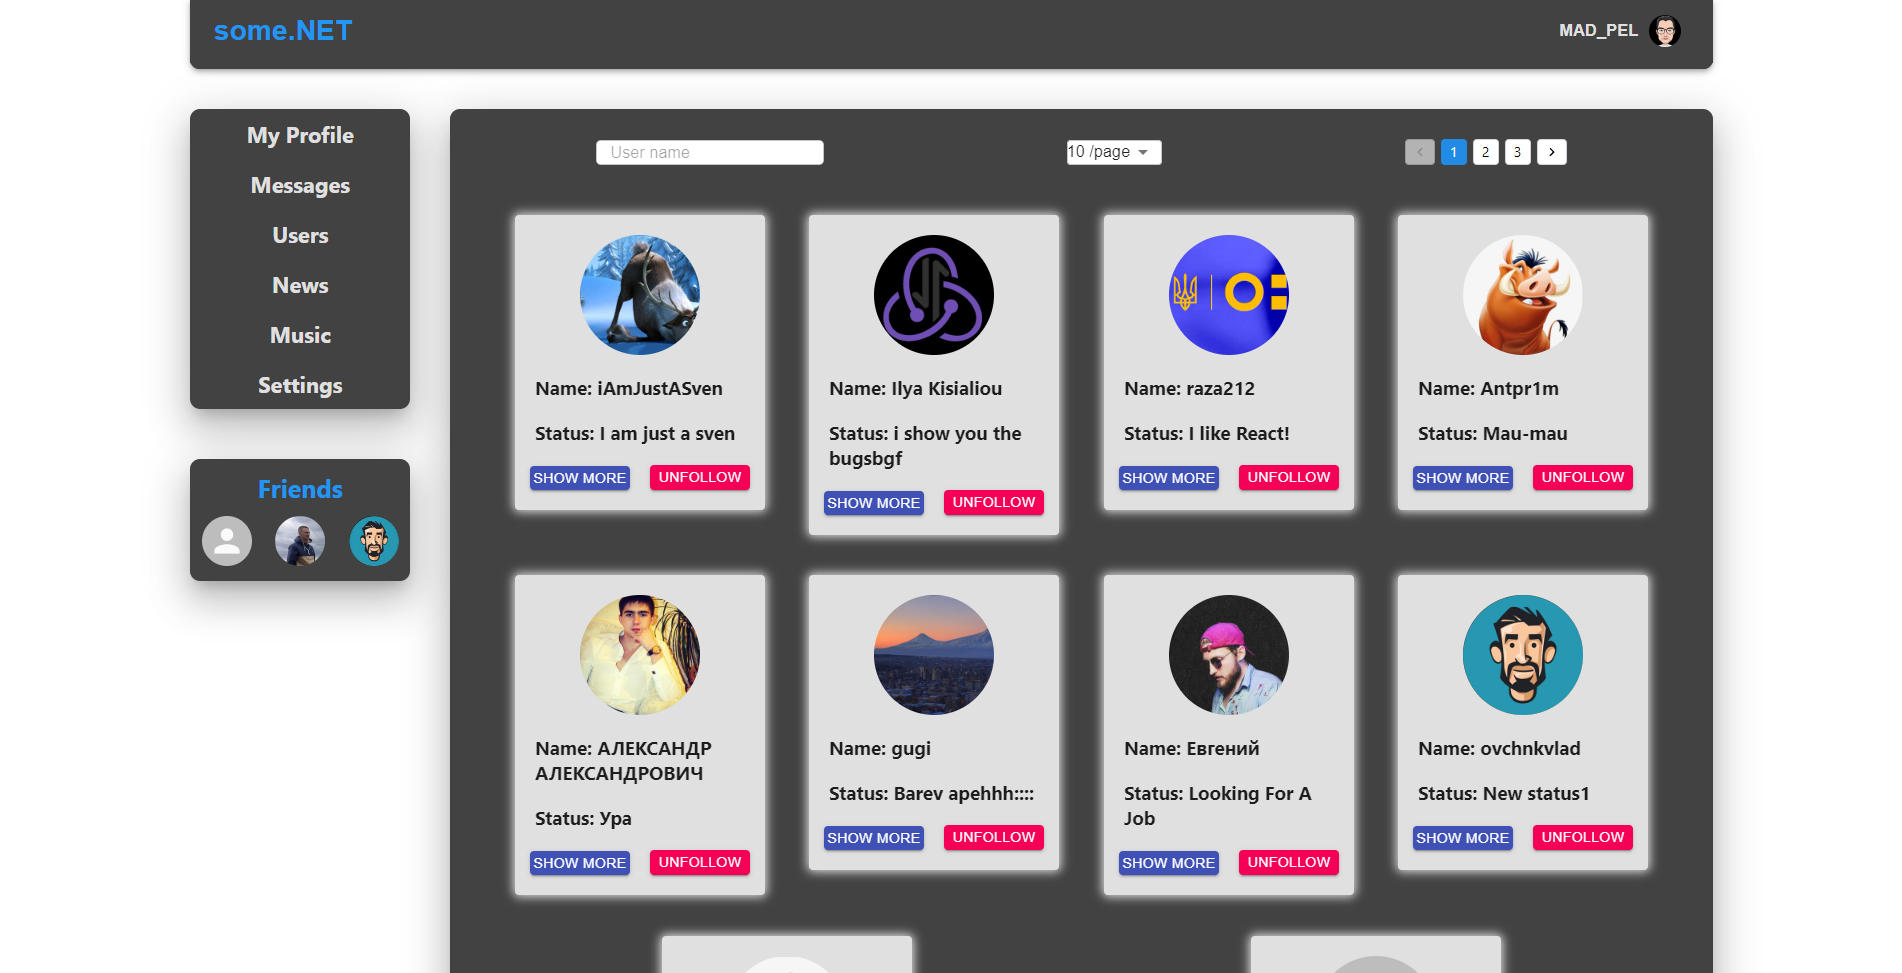 some.NET
MAD_PEL
My Profile
Messages
Users
News
Music
Settings
Friends
User name
10 /page
1
2
3
Name: iAmJustASven
Status: I am just a sven
SHOW MORE
UNFOLLOW
Name: Ilya Kisialiou
Status: i show you the
bugsbgf
SHOW MORE
UNFOLLOW
Name: raza212
Status: I like React!
SHOW MORE
UNFOLLOW
Name: Antpr1m
Status: Mau-mau
SHOW MORE
UNFOLLOW
Name: АЛЕКСАНДР
АЛЕКСАНДРОВИЧ
Status: Ура
SHOW MORE
UNFOLLOW
Name: gugi
Status: Barev apehhh::::
SHOW MORE
UNFOLLOW
Name: Евгений
Status: Looking For A
Job
SHOW MORE
UNFOLLOW
Name: ovchnkvlad
Status: New status1
SHOW MORE
UNFOLLOW